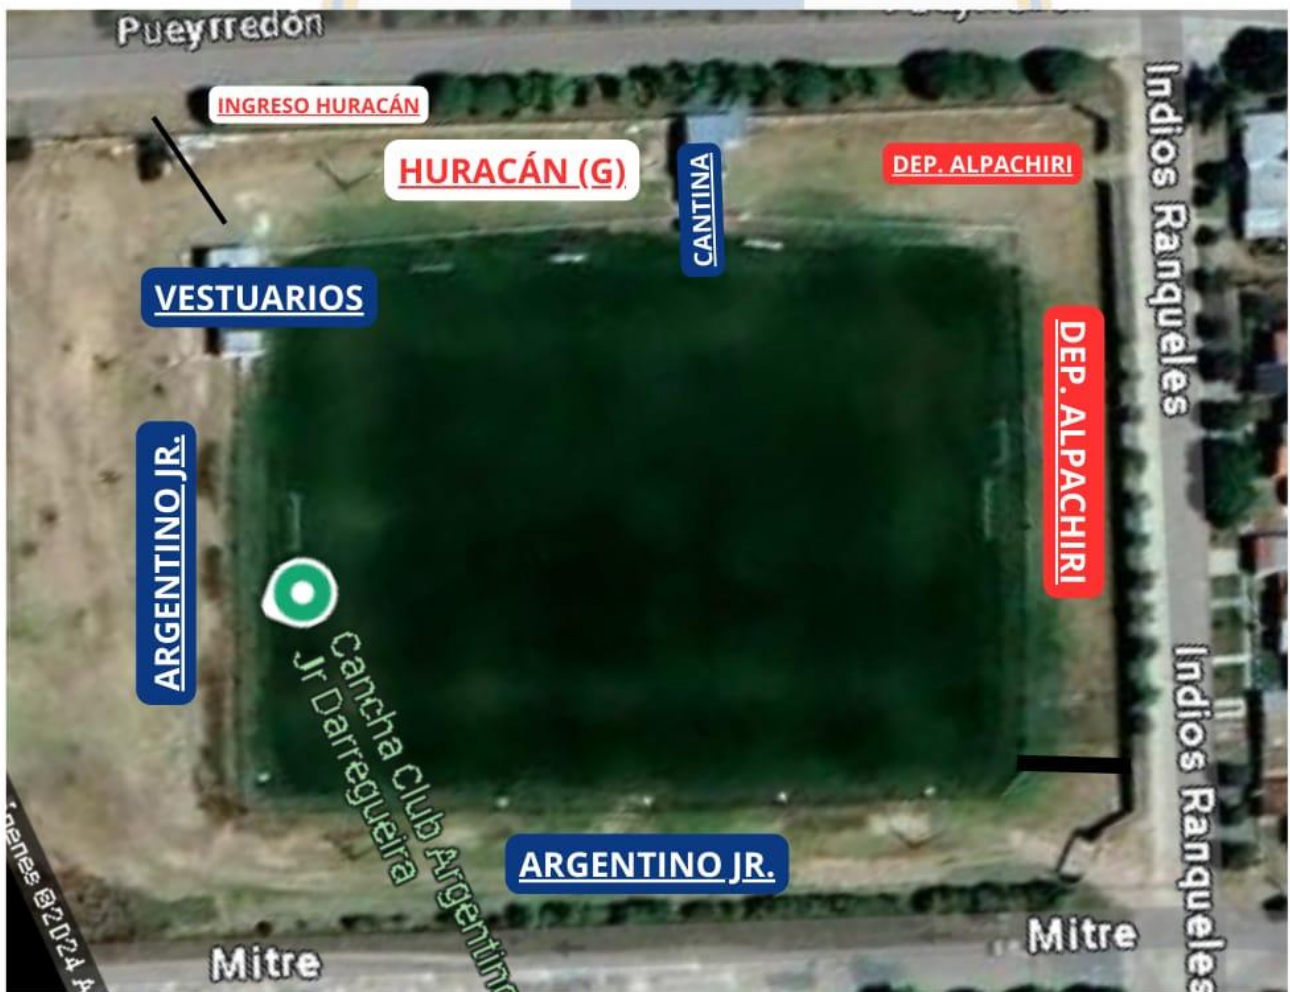 Pueyrredón
INGRESO HURACÁN
HURACÁN (G)
CANTINA
DEP. ALPACHIRI
Indios Ranqueles
VESTUARIOS
DEP. ALPACHIRI
ARGENTINO JR.
Cancha Club Argentino
Jr Darregueira
Indios Ranqueles
ARGENTINO JR.
Mitre
Mitre